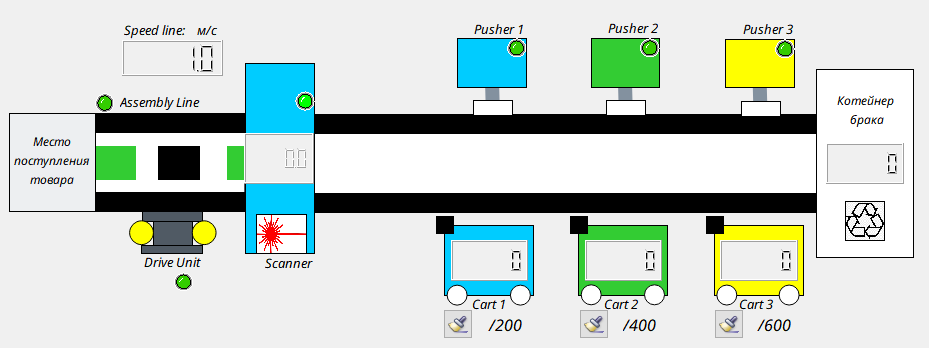 Speed line: м/с
1.0
Assembly Line
Место
поступления
товара
00
Drive Unit
Scanner
Pusher 1
Pusher 2
Pusher 3
Котейнер
брака
0
0
0
0
Cart 1
Cart 2
Cart 3
/200
/400
/600